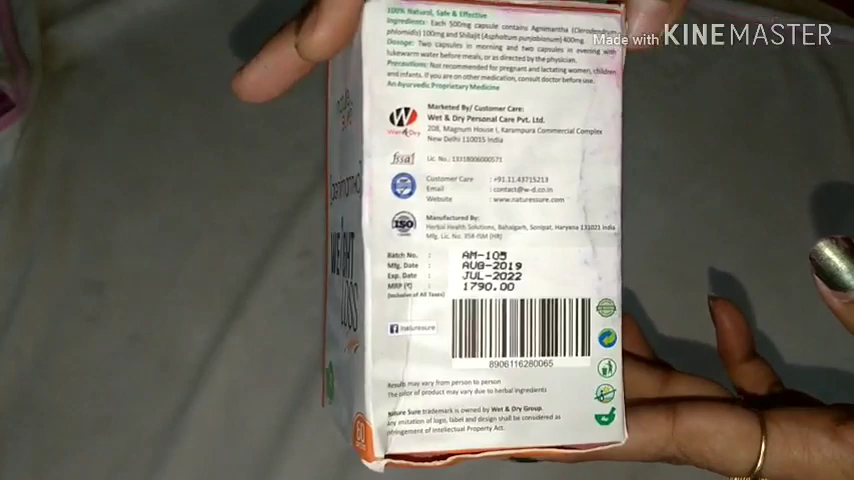 Made with KINEMASTER
100% Natural, Safe & Effective
Ingredients: Each 500mg capsule contains Agnimantha (Clerodendrum
phlomidis) 100mg and Shilajit (Asphaltum punjabianum) 400mg.
Dosage: Two capsules in morning and two capsules in evening with
lukewarm water before meals, or as directed by the physician.
Precautions: Not recommended for pregnant and lactating women, children
and infants. If you are on other medication, consult doctor before use.
An Ayurvedic Proprietary Medicine
Marketed By/ Customer Care:
Wet & Dry Personal Care Pvt. Ltd.
208, Magnum House I, Karampura Commercial Complex
New Delhi 110015 India
W
Wet & Dry
fssai
Lic. No.: 13318006000571
Customer Care : +91.11.43715213
Email : contact@w-d.co.in
Website : www.naturessure.com
ISO
Manufactured By:
Herbal Health Solutions, Bahalgarh, Sonipat, Haryana 131021 India
Mfg. Lic. No. 358-ISM (HR)
Batch No. : AM-105
Mfg. Date : AUG-2019
Exp. Date : JUL-2022
MRP (₹) : 1790.00
(Inclusive of All Taxes)
naturessure
8906116280065
Results may vary from person to person
The color of product may vary due to herbal ingredients
Nature Sure trademark is owned by Wet & Dry Group.
Any imitation of logo, label and design shall be considered as
infringement of Intellectual Property Act.
WEIGHT
LOSS
60